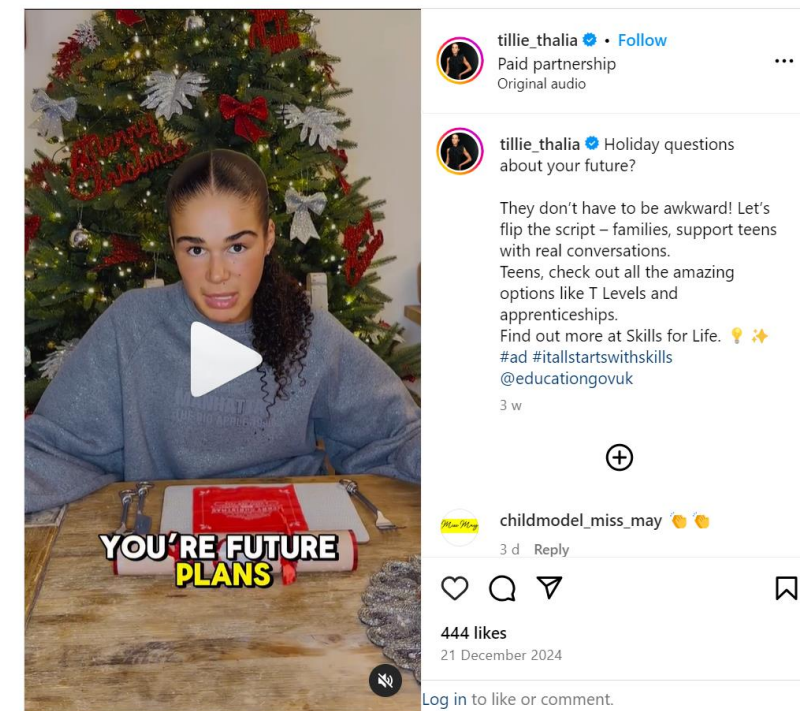 Merry
Christmas
YOU'RE FUTURE
PLANS
tillie_thalia • Follow
Paid partnership
Original audio
tillie_thalia Holiday questions
about your future?
They don't have to be awkward! Let's
flip the script – families, support teens
with real conversations.
Teens, check out all the amazing
options like T Levels and
apprenticeships.
Find out more at Skills for Life. 💡 ✨
#ad #itallstartswithskills
@educationgovuk
3 w
Miss May
childmodel_miss_may 👏 👏
3 d Reply
444 likes
21 December 2024
Log in to like or comment.